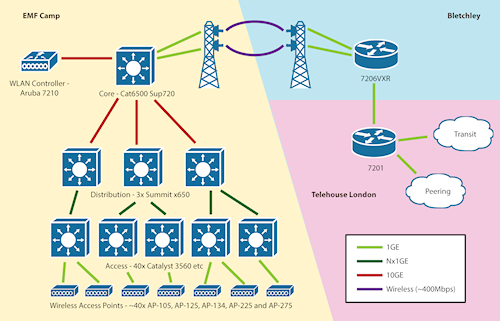 EMF Camp
Bletchley
WLAN Controller -
Aruba 7210
Core - Cat6500 Sup720
7206VXR
7201
Transit
Peering
Telehouse London
Distribution - 3x Summit x650
Access - 40x Catalyst 3560 etc
Wireless Access Points - ~40x AP-105, AP-125, AP-134, AP-225 and AP-275
1GE
Nx1GE
10GE
Wireless (~400Mbps)